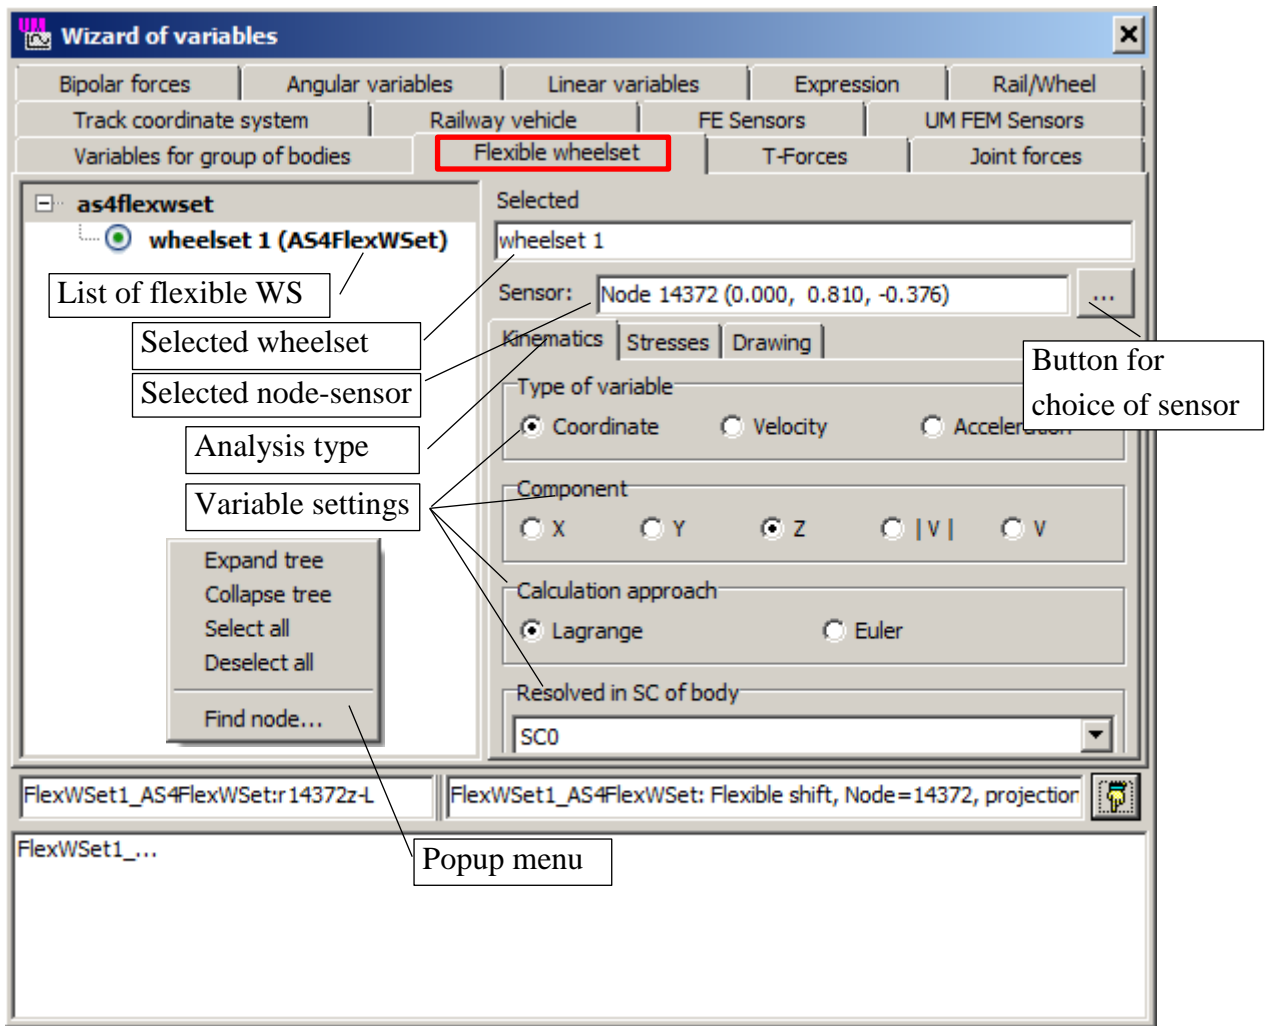 UM Wizard of variables
Bipolar forces Angular variables Linear variables Expression Rail/Wheel
Track coordinate system Railway vehicle FE Sensors UM FEM Sensors
Variables for group of bodies Flexible wheelset T-Forces Joint forces
as4flexwset
wheelset 1 (AS4FlexWSet)
List of flexible WS
Selected wheelset
Selected node-sensor
Analysis type
Variable settings
Expand tree
Collapse tree
Select all
Deselect all
Find node...
Selected
wheelset 1
Sensor: Node 14372 (0.000, 0.810, -0.376) ...
Button for
choice of sensor
Kinematics Stresses Drawing
Type of variable
Coordinate Velocity Acceleration
Component
X Y Z | V | V
Calculation approach
Lagrange Euler
Resolved in SC of body
SC0
FlexWSet1_AS4FlexWSet:r14372z-L FlexWSet1_AS4FlexWSet: Flexible shift, Node=14372, projection
FlexWSet1_...
Popup menu